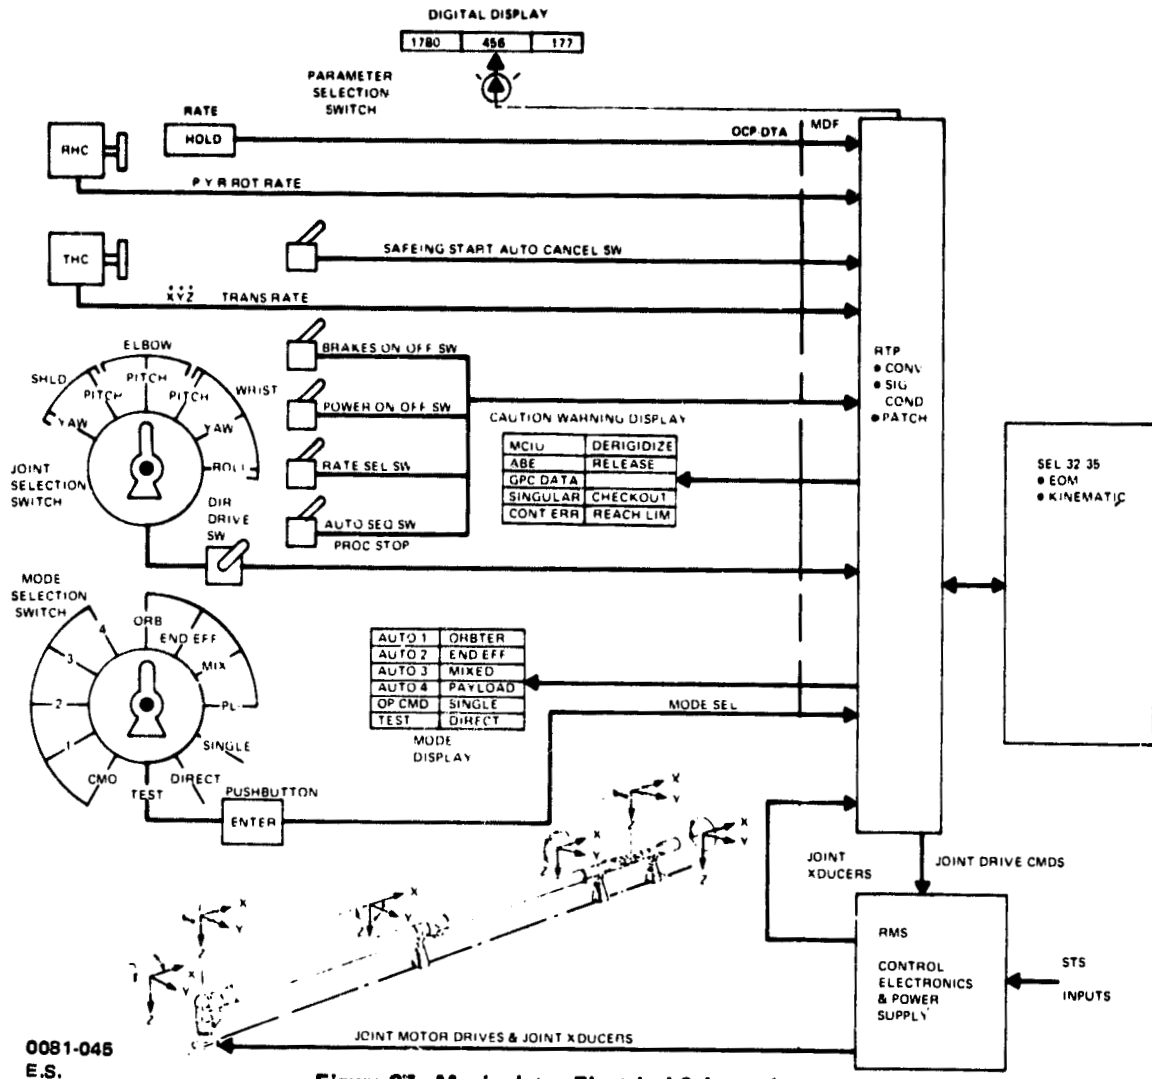 DIGITAL DISPLAY
1780 456 177
PARAMETER
SELECTION
SWITCH
RATE
HOLD
OCP-DTA
MDF
RHC
P Y R ROT RATE
THC
SAFEING START AUTO CANCEL SW
ẊẎŻ TRANS RATE
BRAKES ON OFF SW
POWER ON OFF SW
RATE SEL SW
AUTO SEQ SW
PROC STOP
ELBOW
SHLD
PITCH
PITCH
PITCH
WRIST
YAW
YAW
ROLL
JOINT
SELECTION
SWITCH
DIR
DRIVE
SW
CAUTION WARNING DISPLAY
MCIU DERIGIDIZE
ABE RELEASE
GPC DATA
SINGULAR CHECKOUT
CONT ERR REACH LIM
RTP
● CONV
● SIG
COND
● PATCH
SEL 32 35
● EOM
● KINEMATIC
MODE
SELECTION
SWITCH
ORB
END EFF
MIX
PL
SINGLE
DIRECT
TEST
CMO
1
2
3
4
PUSHBUTTON
ENTER
AUTO 1 ORBTER
AUTO 2 END EFF
AUTO 3 MIXED
AUTO 4 PAYLOAD
OP CMD SINGLE
TEST DIRECT
MODE
DISPLAY
MODE SEL
X
Y
X
Y
Z
X
Y
Z
X
Y
X
Y
X
Y
Z
JOINT
XDUCERS
JOINT DRIVE CMDS
RMS
CONTROL
ELECTRONICS
& POWER
SUPPLY
STS
INPUTS
JOINT MOTOR DRIVES & JOINT XDUCERS
0081-045
E.S.